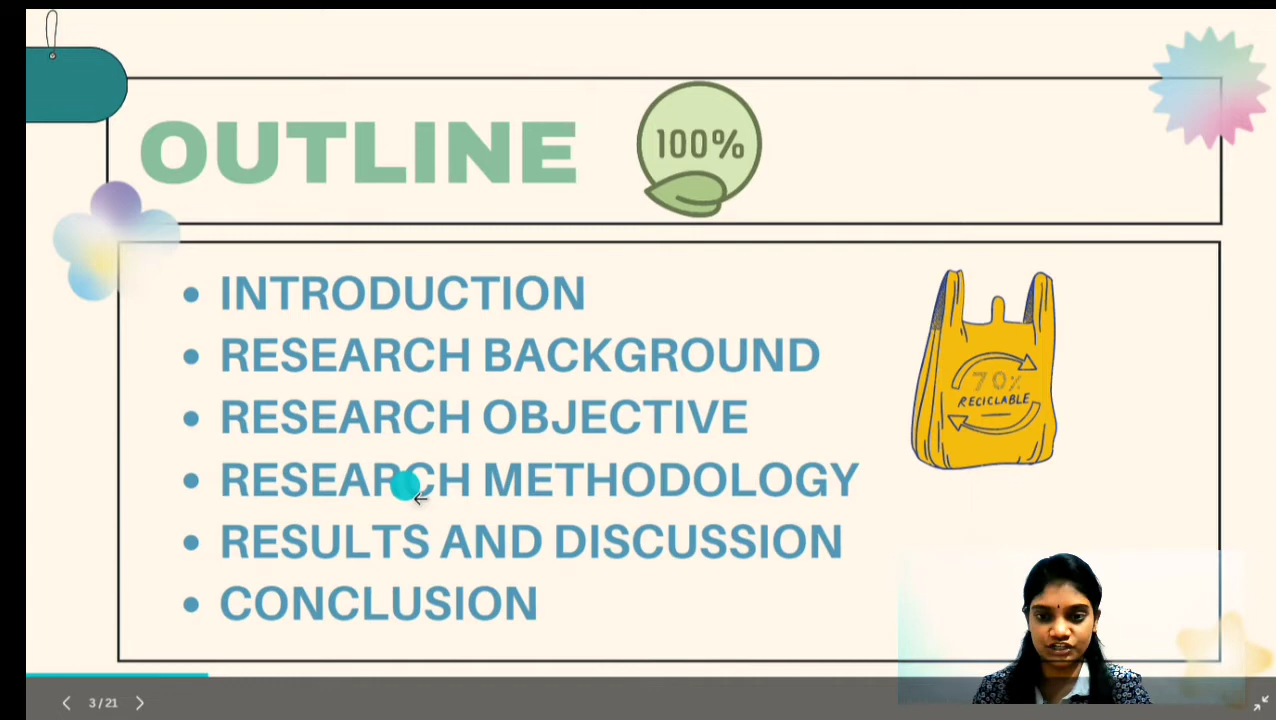 OUTLINE
100%
INTRODUCTION
RESEARCH BACKGROUND
RESEARCH OBJECTIVE
RESEARCH METHODOLOGY
RESULTS AND DISCUSSION
CONCLUSION
70%
RECICLABLE
3 / 21